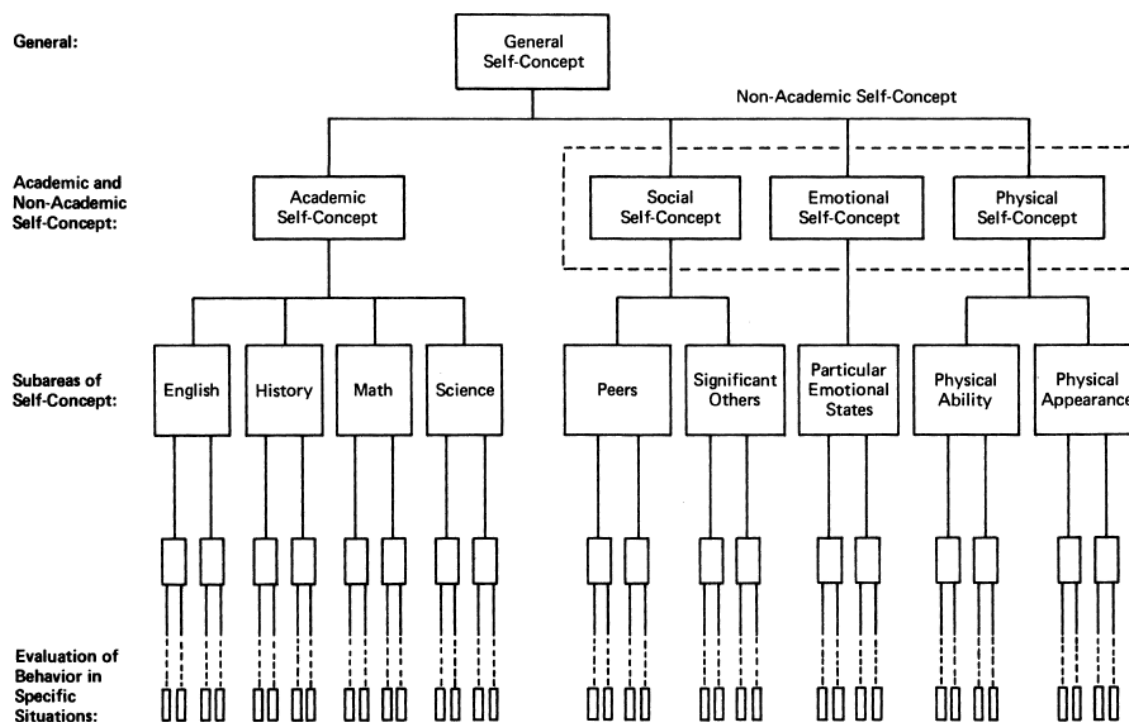 General:
General
Self-Concept
Non-Academic Self-Concept
Academic and
Non-Academic
Self-Concept:
Academic
Self-Concept
Social
Self-Concept
Emotional
Self-Concept
Physical
Self-Concept
Subareas of
Self-Concept:
English
History
Math
Science
Peers
Significant
Others
Particular
Emotional
States
Physical
Ability
Physical
Appearance
Evaluation of
Behavior in
Specific
Situations: